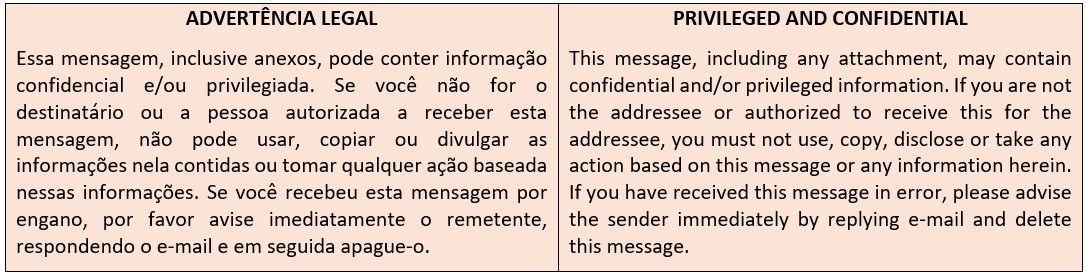 ADVERTÊNCIA LEGAL
Essa mensagem, inclusive anexos, pode conter informação
confidencial e/ou privilegiada. Se você não for o
destinatário ou a pessoa autorizada a receber esta
mensagem, não pode usar, copiar ou divulgar as
informações nela contidas ou tomar qualquer ação baseada
nessas informações. Se você recebeu esta mensagem por
engano, por favor avise imediatamente o remetente,
respondendo o e-mail e em seguida apague-o.
PRIVILEGED AND CONFIDENTIAL
This message, including any attachment, may contain
confidential and/or privileged information. If you are not
the addressee or authorized to receive this for the
addressee, you must not use, copy, disclose or take any
action based on this message or any information herein.
If you have received this message in error, please advise
the sender immediately by replying e-mail and delete
this message.